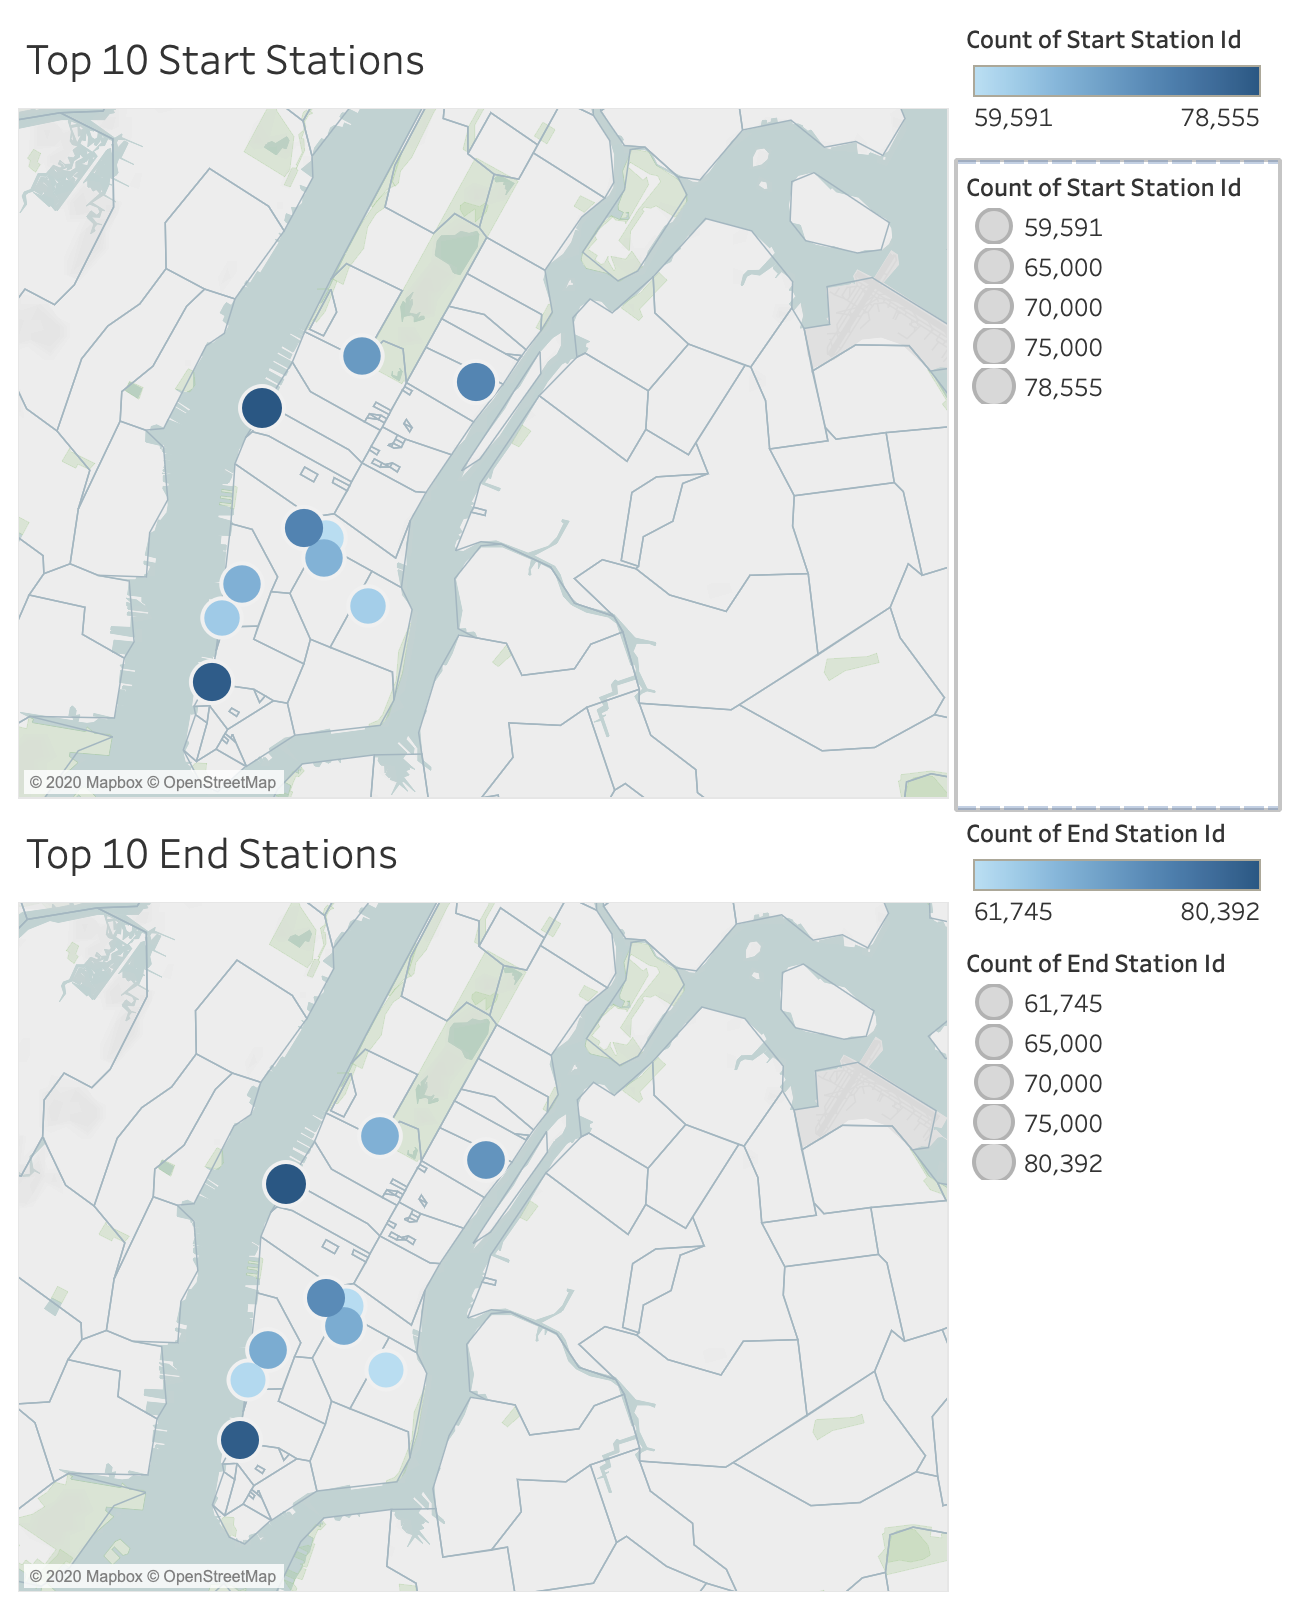 Top 10 Start Stations
Count of Start Station Id
59,591 78,555
Count of Start Station Id
59,591
65,000
70,000
75,000
78,555
© 2020 Mapbox © OpenStreetMap
Top 10 End Stations
Count of End Station Id
61,745 80,392
Count of End Station Id
61,745
65,000
70,000
75,000
80,392
© 2020 Mapbox © OpenStreetMap